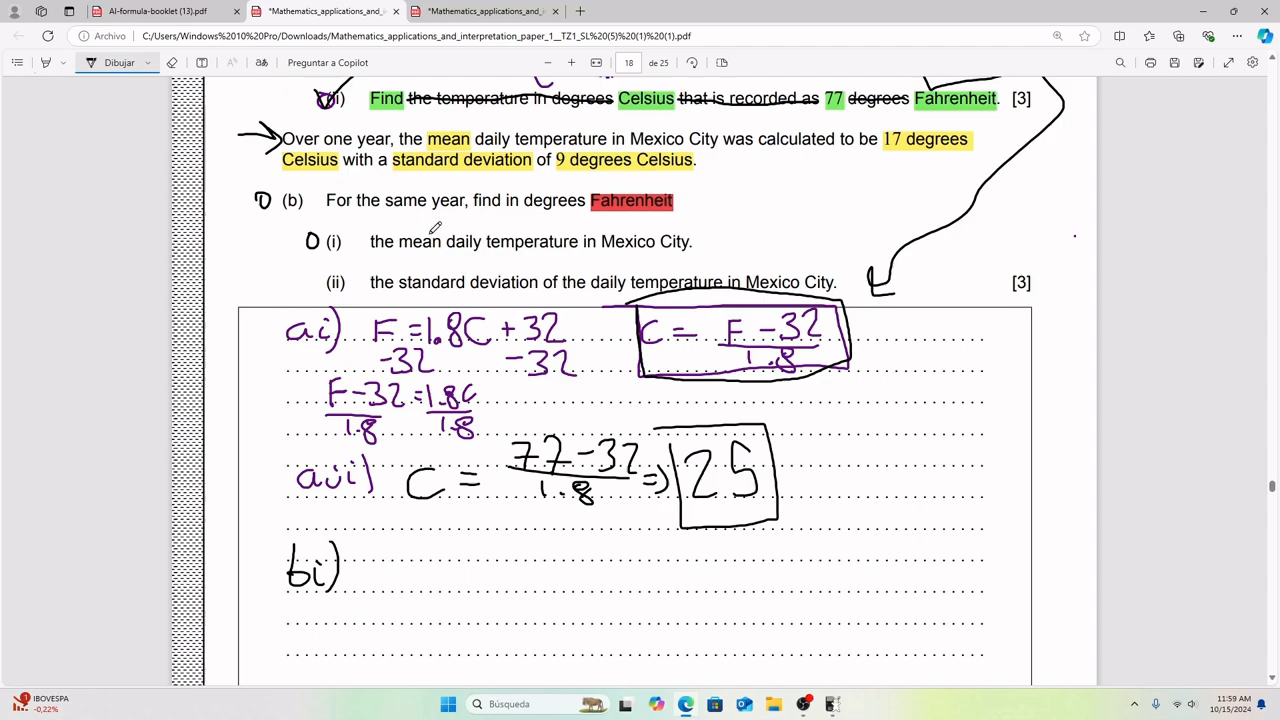 AI-formula-booklet (13).pdf
*Mathematics_applications_and_
*Mathematics_applications_and_i
Archivo
C:/Users/Windows%2010%20Pro/Downloads/Mathematics_applications_and_interpretation_paper_1__TZ1_SL%20(5)%20(1)%20(1).pdf
Dibujar
Preguntar a Copilot
18
de 25
Find the temperature in degrees Celsius that is recorded as 77 degrees Fahrenheit. [3]
Over one year, the mean daily temperature in Mexico City was calculated to be 17 degrees
Celsius with a standard deviation of 9 degrees Celsius.
(b) For the same year, find in degrees Fahrenheit
(i) the mean daily temperature in Mexico City.
(ii) the standard deviation of the daily temperature in Mexico City. [3]
ai) F = 1.8C + 32
-32 -32
F - 32 = 1.8C
1.8 1.8
C = F - 32
1.8
aii) C = 77 - 32 => 25
1.8
bi)
IBOVESPA
-0,22%
Búsqueda
11:59 AM
10/15/2024